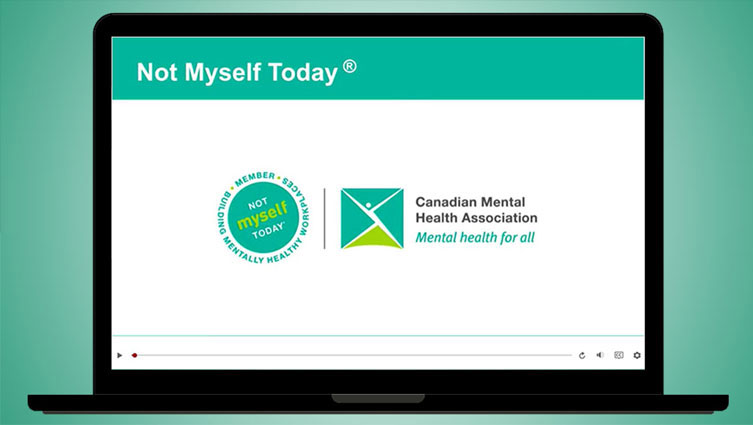 Not Myself Today®
MEMBER • BUILDING MENTALLY HEALTHY WORKPLACES •
NOT
myself
TODAY
Canadian Mental
Health Association
Mental health for all
CC